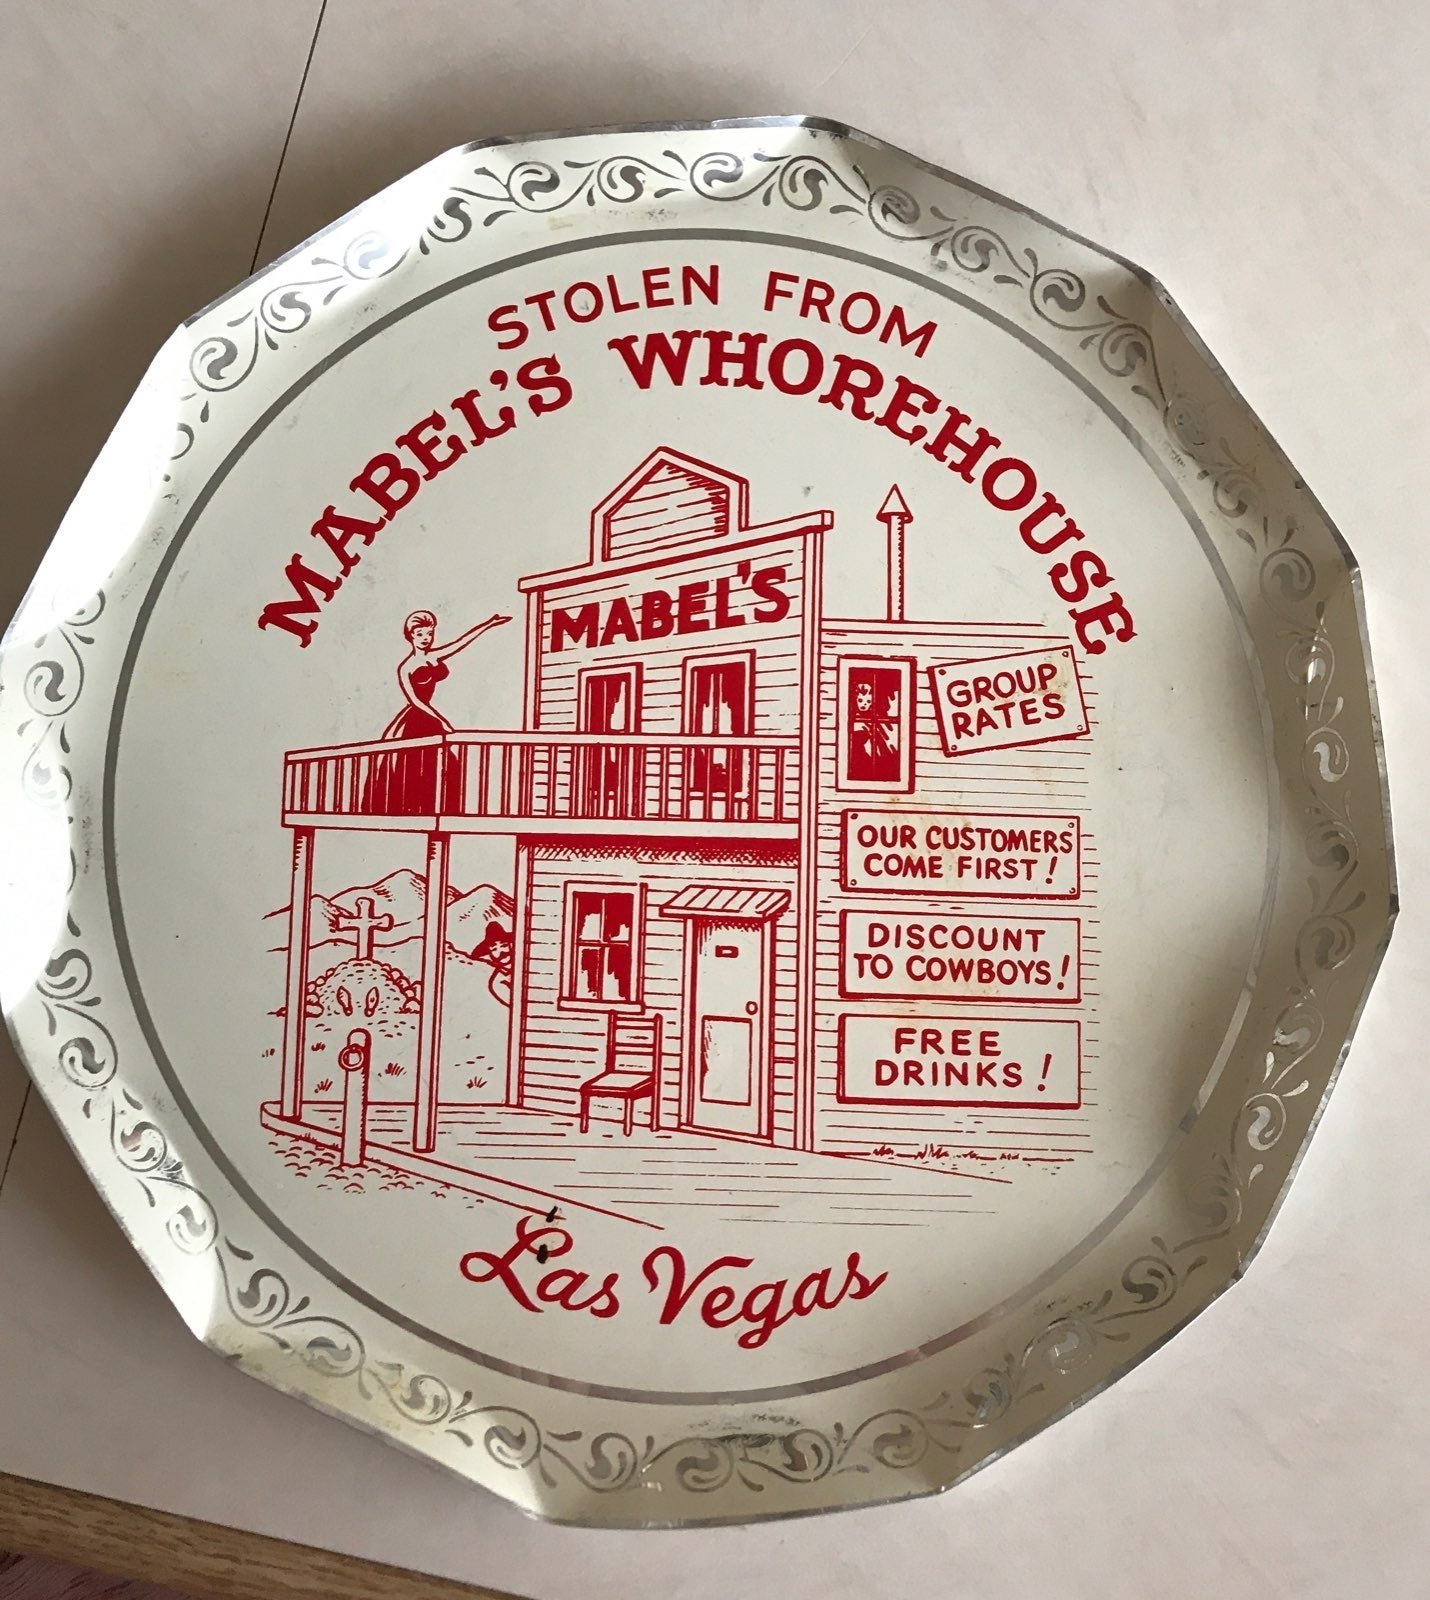 STOLEN FROM
MABEL'S WHOREHOUSE
MABEL'S
GROUP
RATES
OUR CUSTOMERS
COME FIRST!
DISCOUNT
TO COWBOYS!
FREE
DRINKS!
Las Vegas